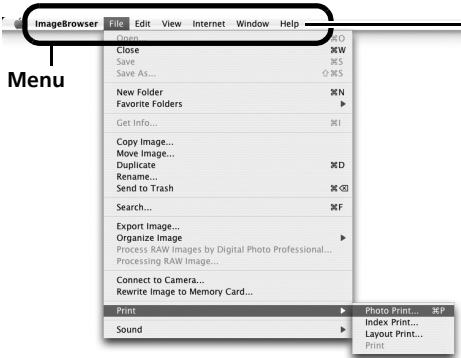 ImageBrowser File Edit View Internet Window Help
Menu
Open... ⌘O
Close ⌘W
Save ⌘S
Save As... ⇧⌘S
New Folder ⌘N
Favorite Folders ▶
Get Info... ⌘I
Copy Image...
Move Image...
Duplicate ⌘D
Rename...
Send to Trash ⌘⌫
Search... ⌘F
Export Image...
Organize Image ▶
Process RAW Images by Digital Photo Professional...
Processing RAW Image...
Connect to Camera...
Rewrite Image to Memory Card...
Print ▶
Sound ▶
Photo Print... ⌘P
Index Print...
Layout Print...
Print